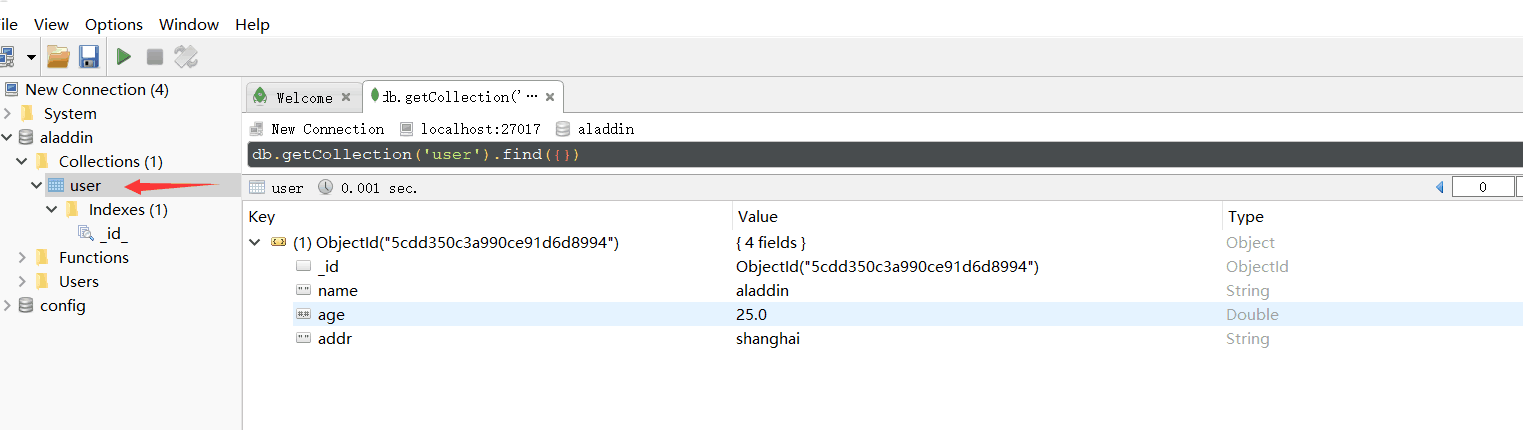 ile View Options Window Help
New Connection (4)
System
aladdin
Collections (1)
user
Indexes (1)
_id_
Functions
Users
config
Welcome
db.getCollection('···
New Connection localhost:27017 aladdin
db.getCollection('user').find({})
user 0.001 sec.
0
Key Value Type
(1) ObjectId("5cdd350c3a990ce91d6d8994") { 4 fields } Object
_id ObjectId("5cdd350c3a990ce91d6d8994") ObjectId
name aladdin String
age 25.0 Double
addr shanghai String